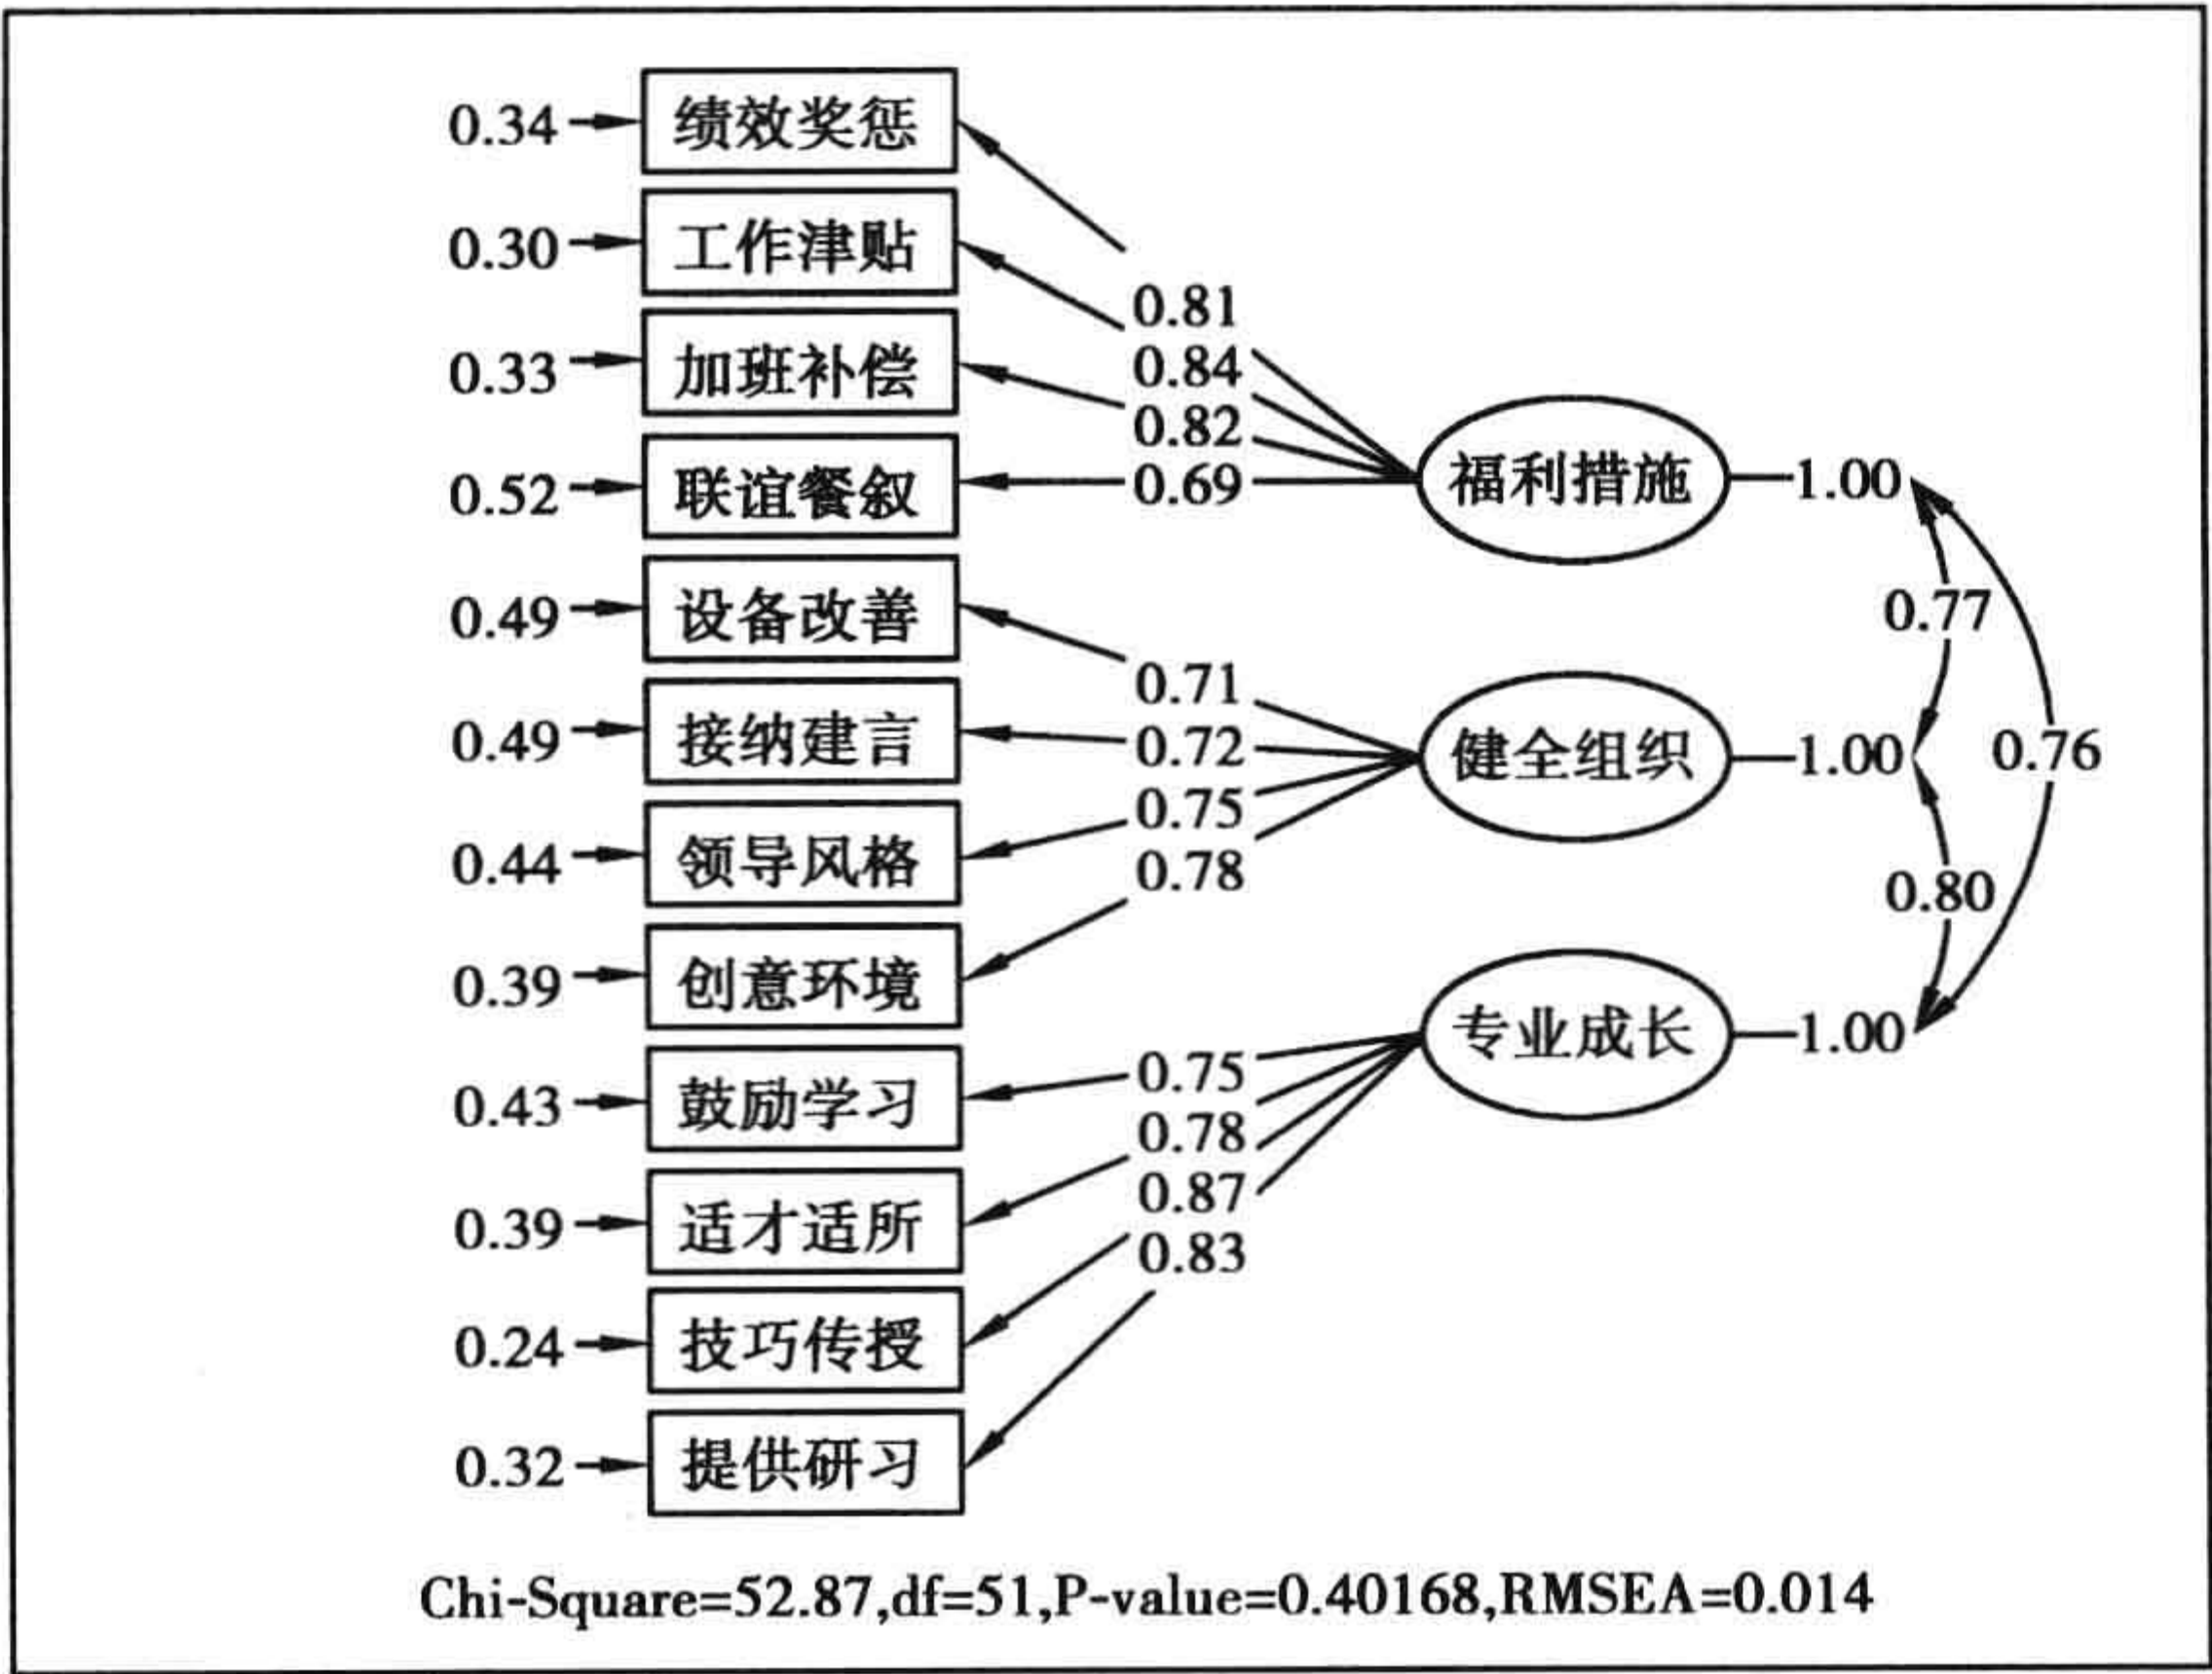 0.34 绩效奖惩
0.30 工作津贴
0.33 加班补偿
0.52 联谊餐叙
0.49 设备改善
0.49 接纳建言
0.44 领导风格
0.39 创意环境
0.43 鼓励学习
0.39 适才适所
0.24 技巧传授
0.32 提供研习
0.81
0.84
0.82
0.69
0.71
0.72
0.75
0.78
0.75
0.78
0.87
0.83
福利措施 1.00
健全组织 1.00
专业成长 1.00
0.77
0.76
0.80
Chi-Square=52.87,df=51,P-value=0.40168,RMSEA=0.014